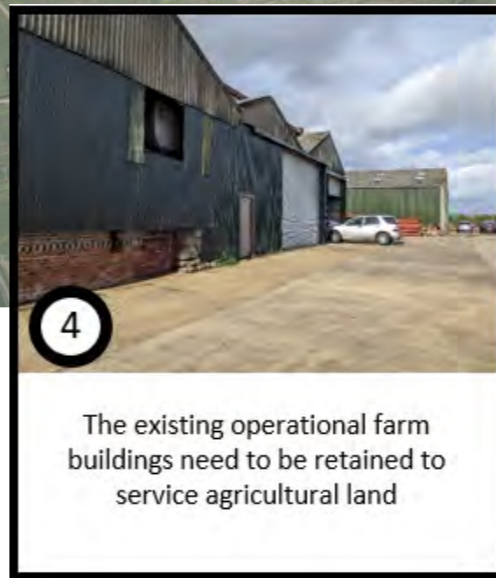 4
The existing operational farm
buildings need to be retained to
service agricultural land